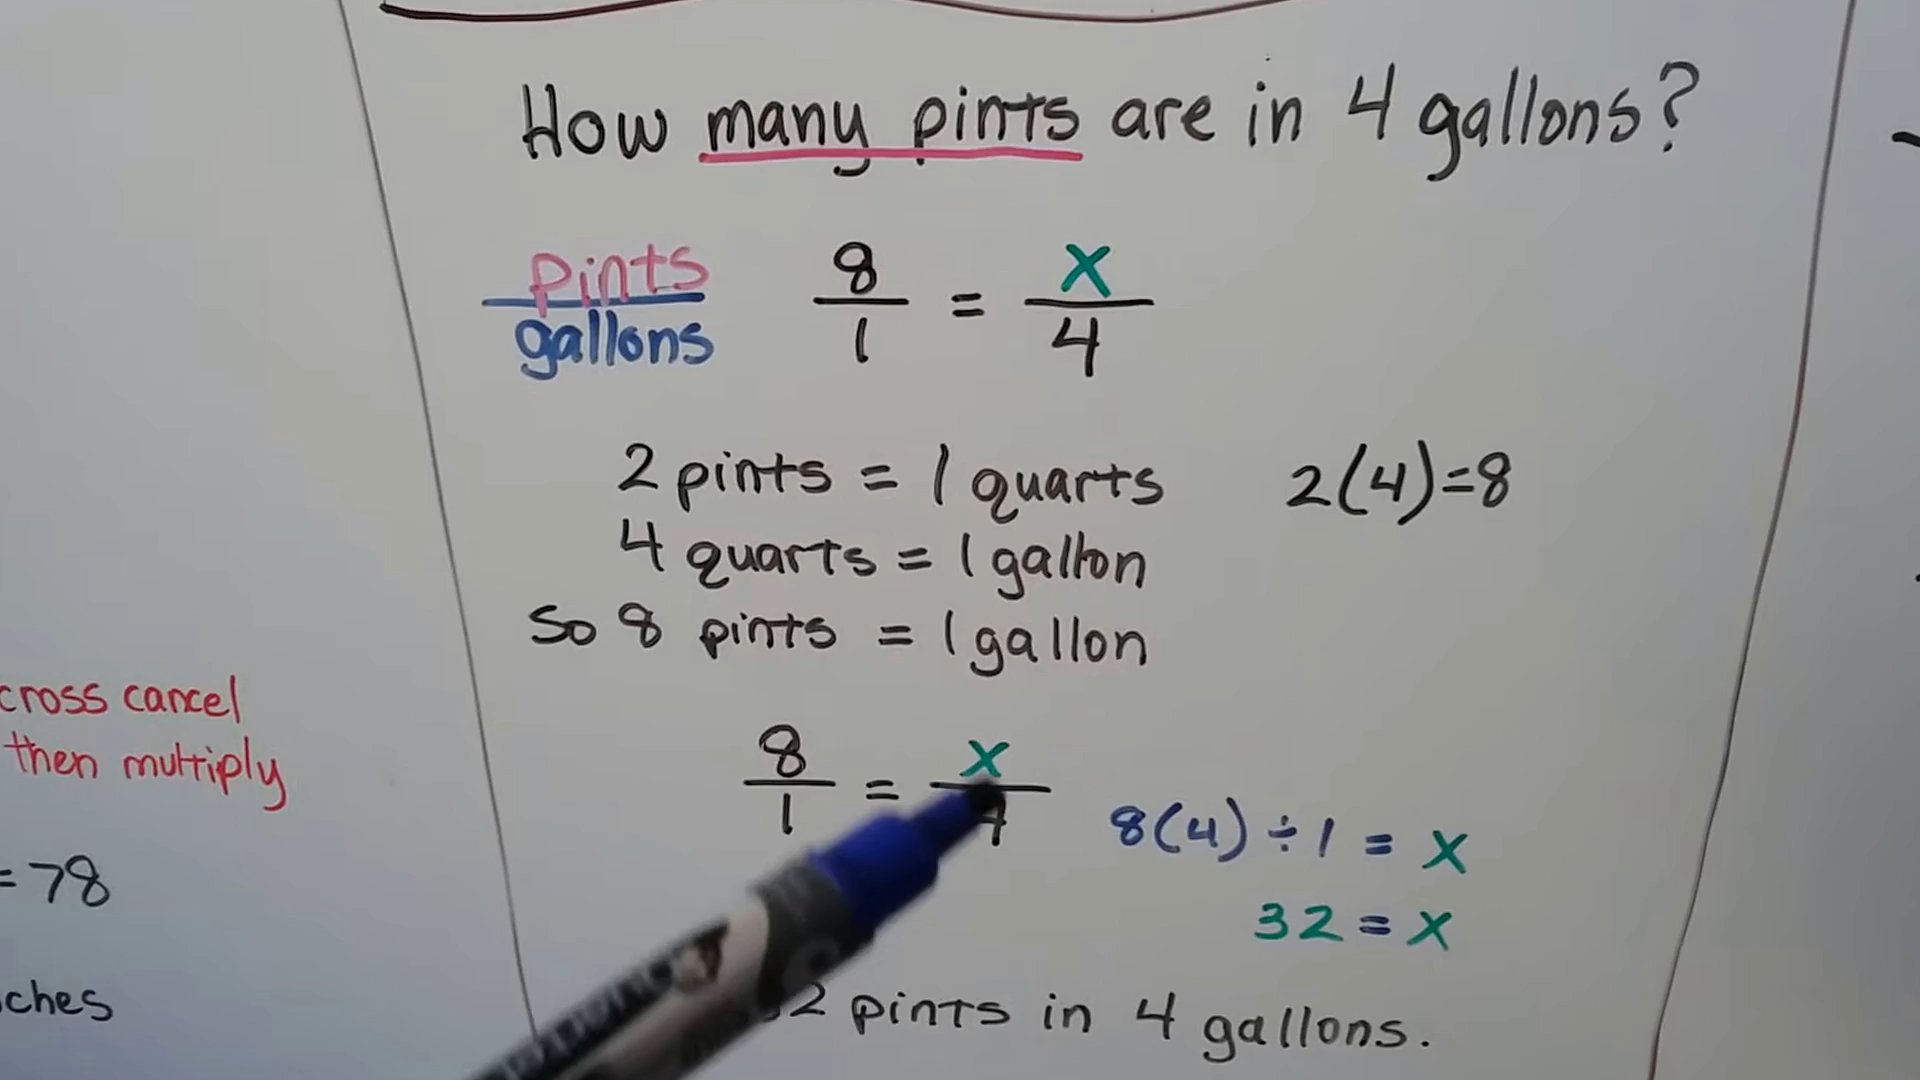 How many pints are in 4 gallons?
pints 8 = x
gallons 1 4
2 pints = 1 quarts 2(4)=8
4 quarts = 1 gallon
So 8 pints = 1 gallon
cross cancel
then multiply
8 = x
1 4
8(4) ÷ 1 = x
= 78
32 = x
2 pints in 4 gallons.
ches